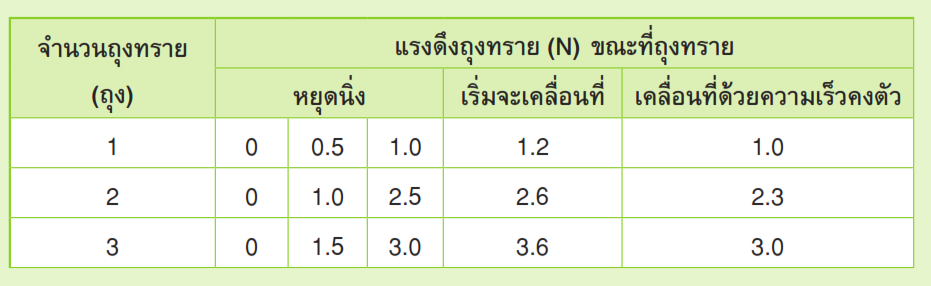 จำนวนถุงทราย (ถุง) แรงดึงถุงทราย (N) ขณะที่ถุงทราย
หยุดนิ่ง เริ่มจะเคลื่อนที่ เคลื่อนที่ด้วยความเร็วคงตัว
1 0 0.5 1.0 1.2 1.0
2 0 1.0 2.5 2.6 2.3
3 0 1.5 3.0 3.6 3.0